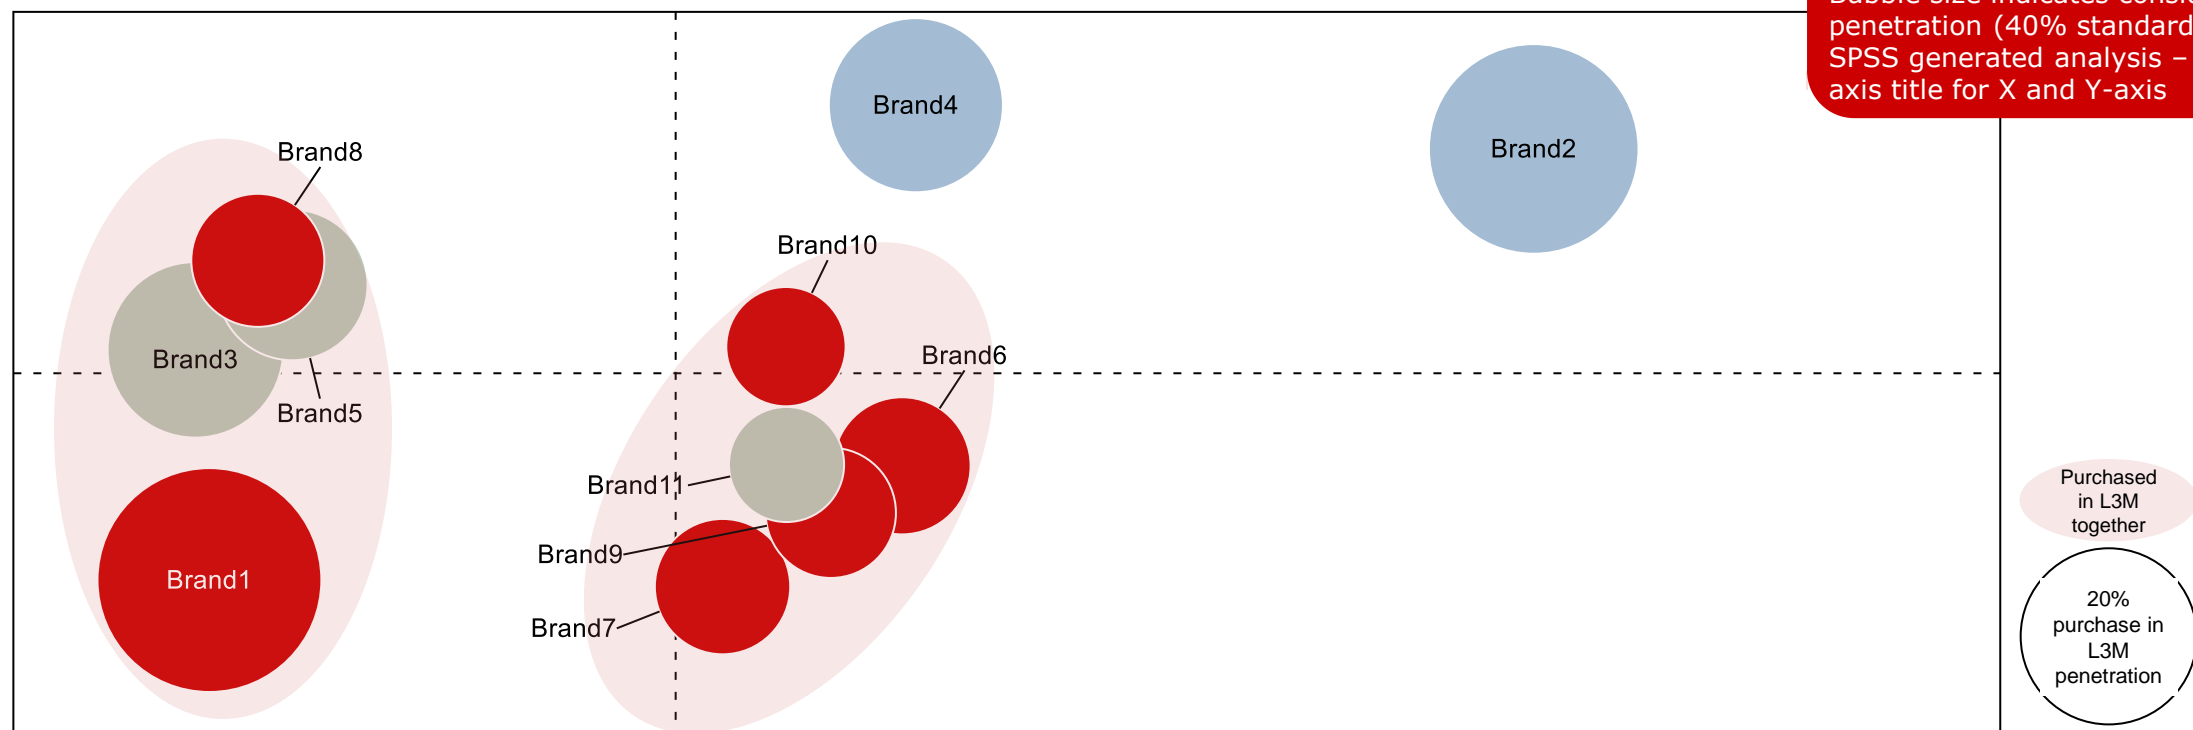 penetration (40% standard
SPSS generated analysis –
axis title for X and Y-axis
Brand4
Brand2
Brand8
Brand10
Brand3
Brand6
Brand5
Brand11
Brand9
Brand1
Brand7
Purchased
in L3M
together
20%
purchase in
L3M
penetration